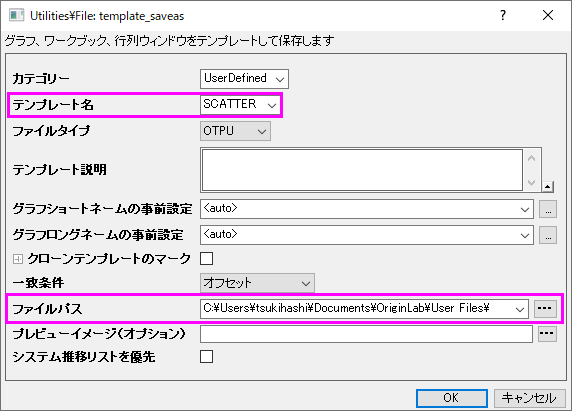 Utilities¥File: template_saveas
グラフ、ワークブック、行列ウィンドウをテンプレートして保存します
カテゴリー UserDefined
テンプレート名 SCATTER
ファイルタイプ OTPU
テンプレート説明
グラフショートネームの事前設定 <auto> ...
グラフロングネームの事前設定 <auto> ...
クローンテンプレートのマーク
一致条件 オフセット
ファイルパス C:¥Users¥tsukihashi¥Documents¥OriginLab¥User Files¥ ...
プレビューイメージ(オプション) ...
システム推移リストを優先
OK キャンセル